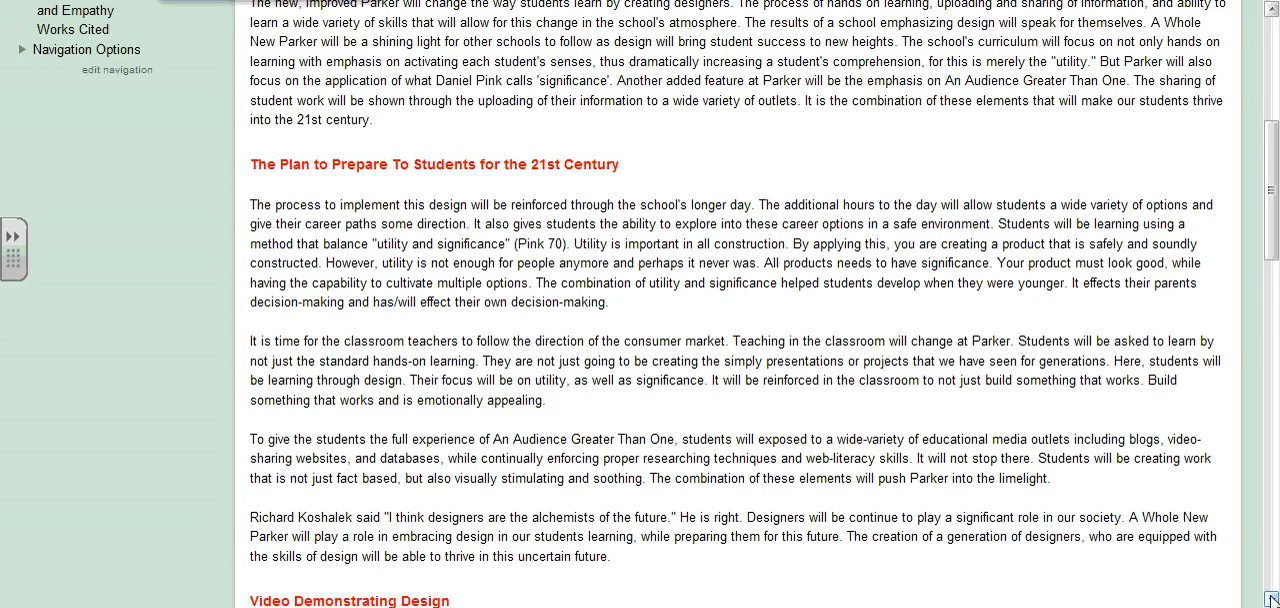 and Empathy
Works Cited
Navigation Options
edit navigation
The new, improved Parker will change the way students learn by creating designers. The process of hands on learning, uploading and sharing of information, and ability to
learn a wide variety of skills that will allow for this change in the school's atmosphere. The results of a school emphasizing design will speak for themselves. A Whole
New Parker will be a shining light for other schools to follow as design will bring student success to new heights. The school's curriculum will focus on not only hands on
learning with emphasis on activating each student's senses, thus dramatically increasing a student's comprehension, for this is merely the "utility." But Parker will also
focus on the application of what Daniel Pink calls 'significance'. Another added feature at Parker will be the emphasis on An Audience Greater Than One. The sharing of
student work will be shown through the uploading of their information to a wide variety of outlets. It is the combination of these elements that will make our students thrive
into the 21st century.
The Plan to Prepare To Students for the 21st Century
The process to implement this design will be reinforced through the school's longer day. The additional hours to the day will allow students a wide variety of options and
give their career paths some direction. It also gives students the ability to explore into these career options in a safe environment. Students will be learning using a
method that balance "utility and significance" (Pink 70). Utility is important in all construction. By applying this, you are creating a product that is safely and soundly
constructed. However, utility is not enough for people anymore and perhaps it never was. All products needs to have significance. Your product must look good, while
having the capability to cultivate multiple options. The combination of utility and significance helped students develop when they were younger. It effects their parents
decision-making and has/will effect their own decision-making.
It is time for the classroom teachers to follow the direction of the consumer market. Teaching in the classroom will change at Parker. Students will be asked to learn by
not just the standard hands-on learning. They are not just going to be creating the simply presentations or projects that we have seen for generations. Here, students will
be learning through design. Their focus will be on utility, as well as significance. It will be reinforced in the classroom to not just build something that works. Build
something that works and is emotionally appealing.
To give the students the full experience of An Audience Greater Than One, students will exposed to a wide-variety of educational media outlets including blogs, video-
sharing websites, and databases, while continually enforcing proper researching techniques and web-literacy skills. It will not stop there. Students will be creating work
that is not just fact based, but also visually stimulating and soothing. The combination of these elements will push Parker into the limelight.
Richard Koshalek said "I think designers are the alchemists of the future." He is right. Designers will be continue to play a significant role in our society. A Whole New
Parker will play a role in embracing design in our students learning, while preparing them for this future. The creation of a generation of designers, who are equipped with
the skills of design will be able to thrive in this uncertain future.
Video Demonstrating Design